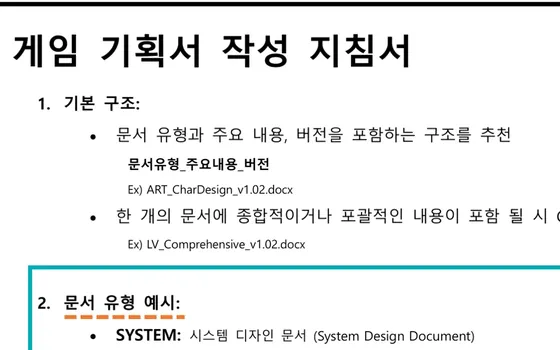 게임 기획서 작성 지침서
1. 기본 구조:
• 문서 유형과 주요 내용, 버전을 포함하는 구조를 추천
문서유형_주요내용_버전
Ex) ART_CharDesign_v1.02.docx
• 한 개의 문서에 종합적이거나 포괄적인 내용이 포함 될 시
Ex) LV_Comprehensive_v1.02.docx
2. 문서 유형 예시:
• SYSTEM: 시스템 디자인 문서 (System Design Document)